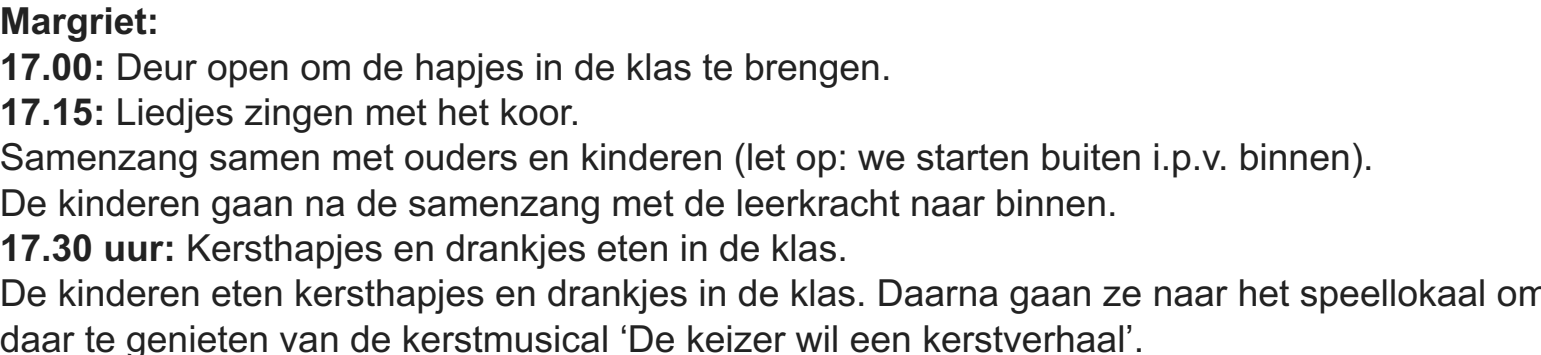 Margriet:
17.00: Deur open om de hapjes in de klas te brengen.
17.15: Liedjes zingen met het koor.
Samenzang samen met ouders en kinderen (let op: we starten buiten i.p.v. binnen).
De kinderen gaan na de samenzang met de leerkracht naar binnen.
17.30 uur: Kersthapjes en drankjes eten in de klas.
De kinderen eten kersthapjes en drankjes in de klas. Daarna gaan ze naar het speellokaal om
daar te genieten van de kerstmusical ‘De keizer wil een kerstverhaal’.